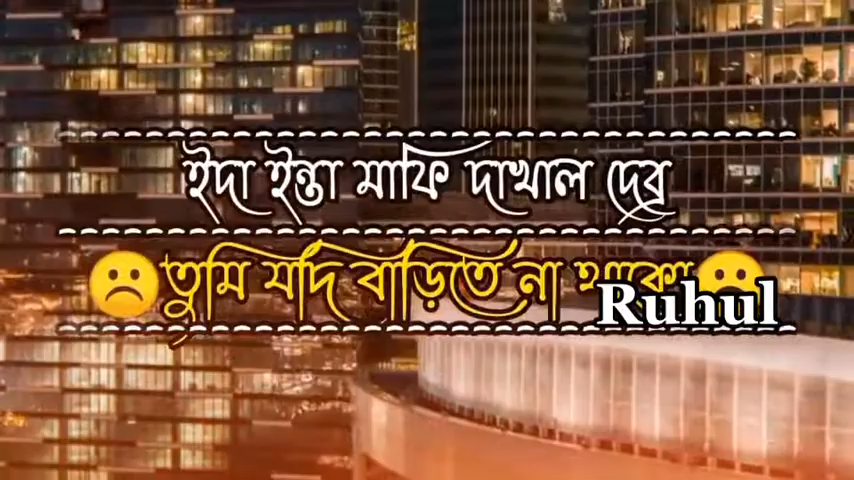 ইদা ইন্তা মাফি দাখাল দেব্র
তুমি যদি বাড়িতে না থাকো
Ruhul